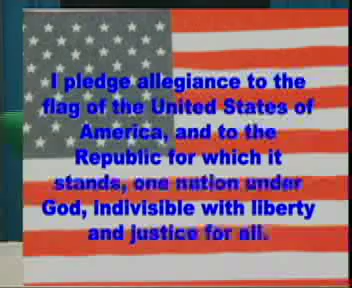 I pledge allegiance to the
flag of the United States of
America, and to the
Republic for which it
stands, one nation under
God, indivisible with liberty
and justice for all.